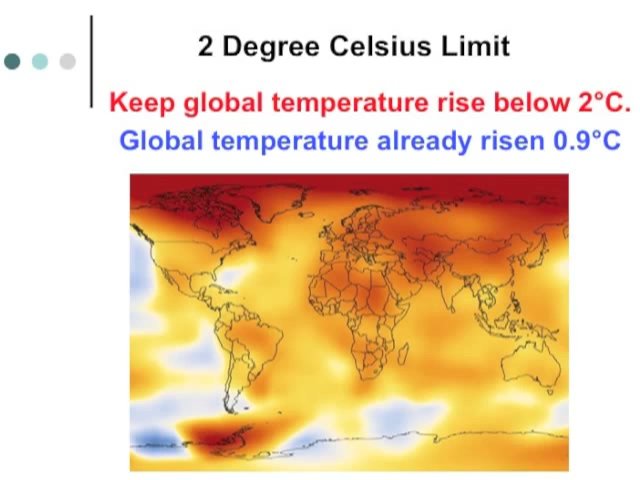 2 Degree Celsius Limit
Keep global temperature rise below 2°C.
Global temperature already risen 0.9°C